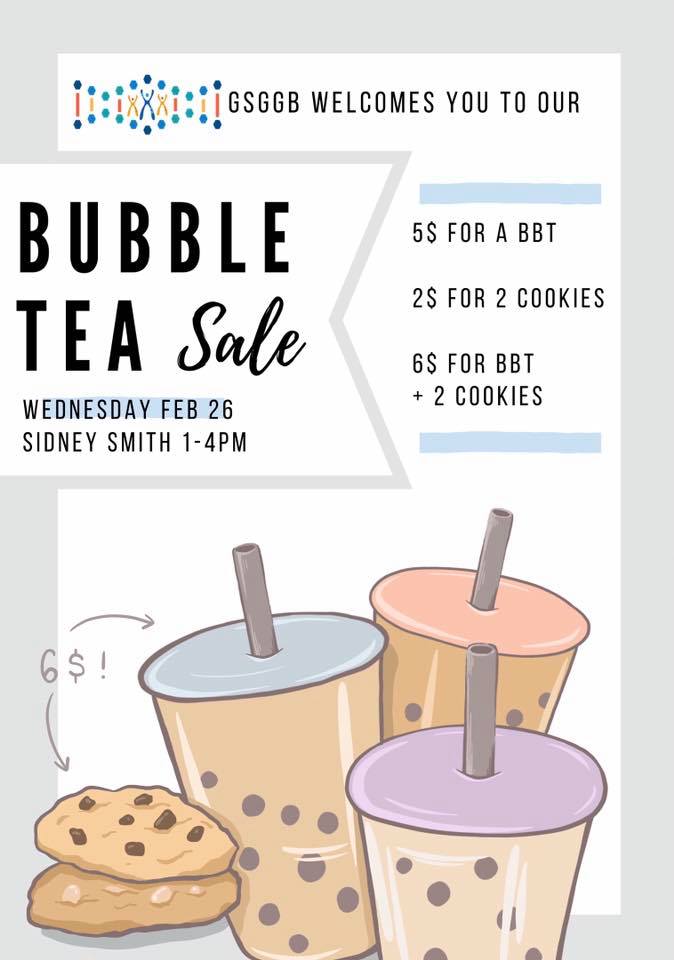 GSGGB WELCOMES YOU TO OUR
BUBBLE
TEA Sale
WEDNESDAY FEB 26
SIDNEY SMITH 1-4PM
5$ FOR A BBT
2$ FOR 2 COOKIES
6$ FOR BBT
+ 2 COOKIES
6$!